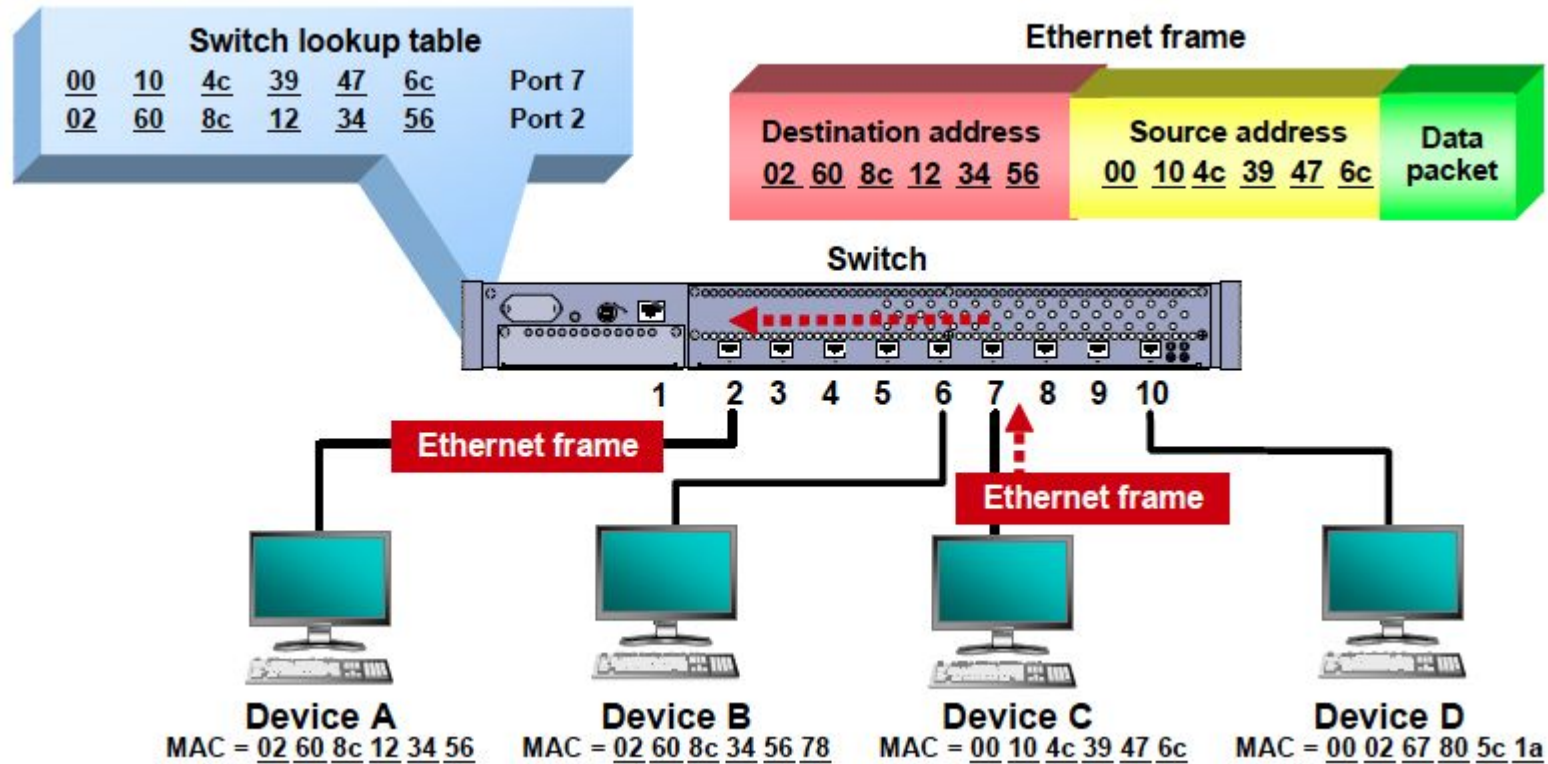 Switch lookup table
00 10 4c 39 47 6c Port 7
02 60 8c 12 34 56 Port 2
Ethernet frame
Destination address
02 60 8c 12 34 56
Source address
00 10 4c 39 47 6c
Data
packet
Switch
1 2 3 4 5 6 7 8 9 10
Ethernet frame
Ethernet frame
Device A
MAC = 02 60 8c 12 34 56
Device B
MAC = 02 60 8c 34 56 78
Device C
MAC = 00 10 4c 39 47 6c
Device D
MAC = 00 02 67 80 5c 1a